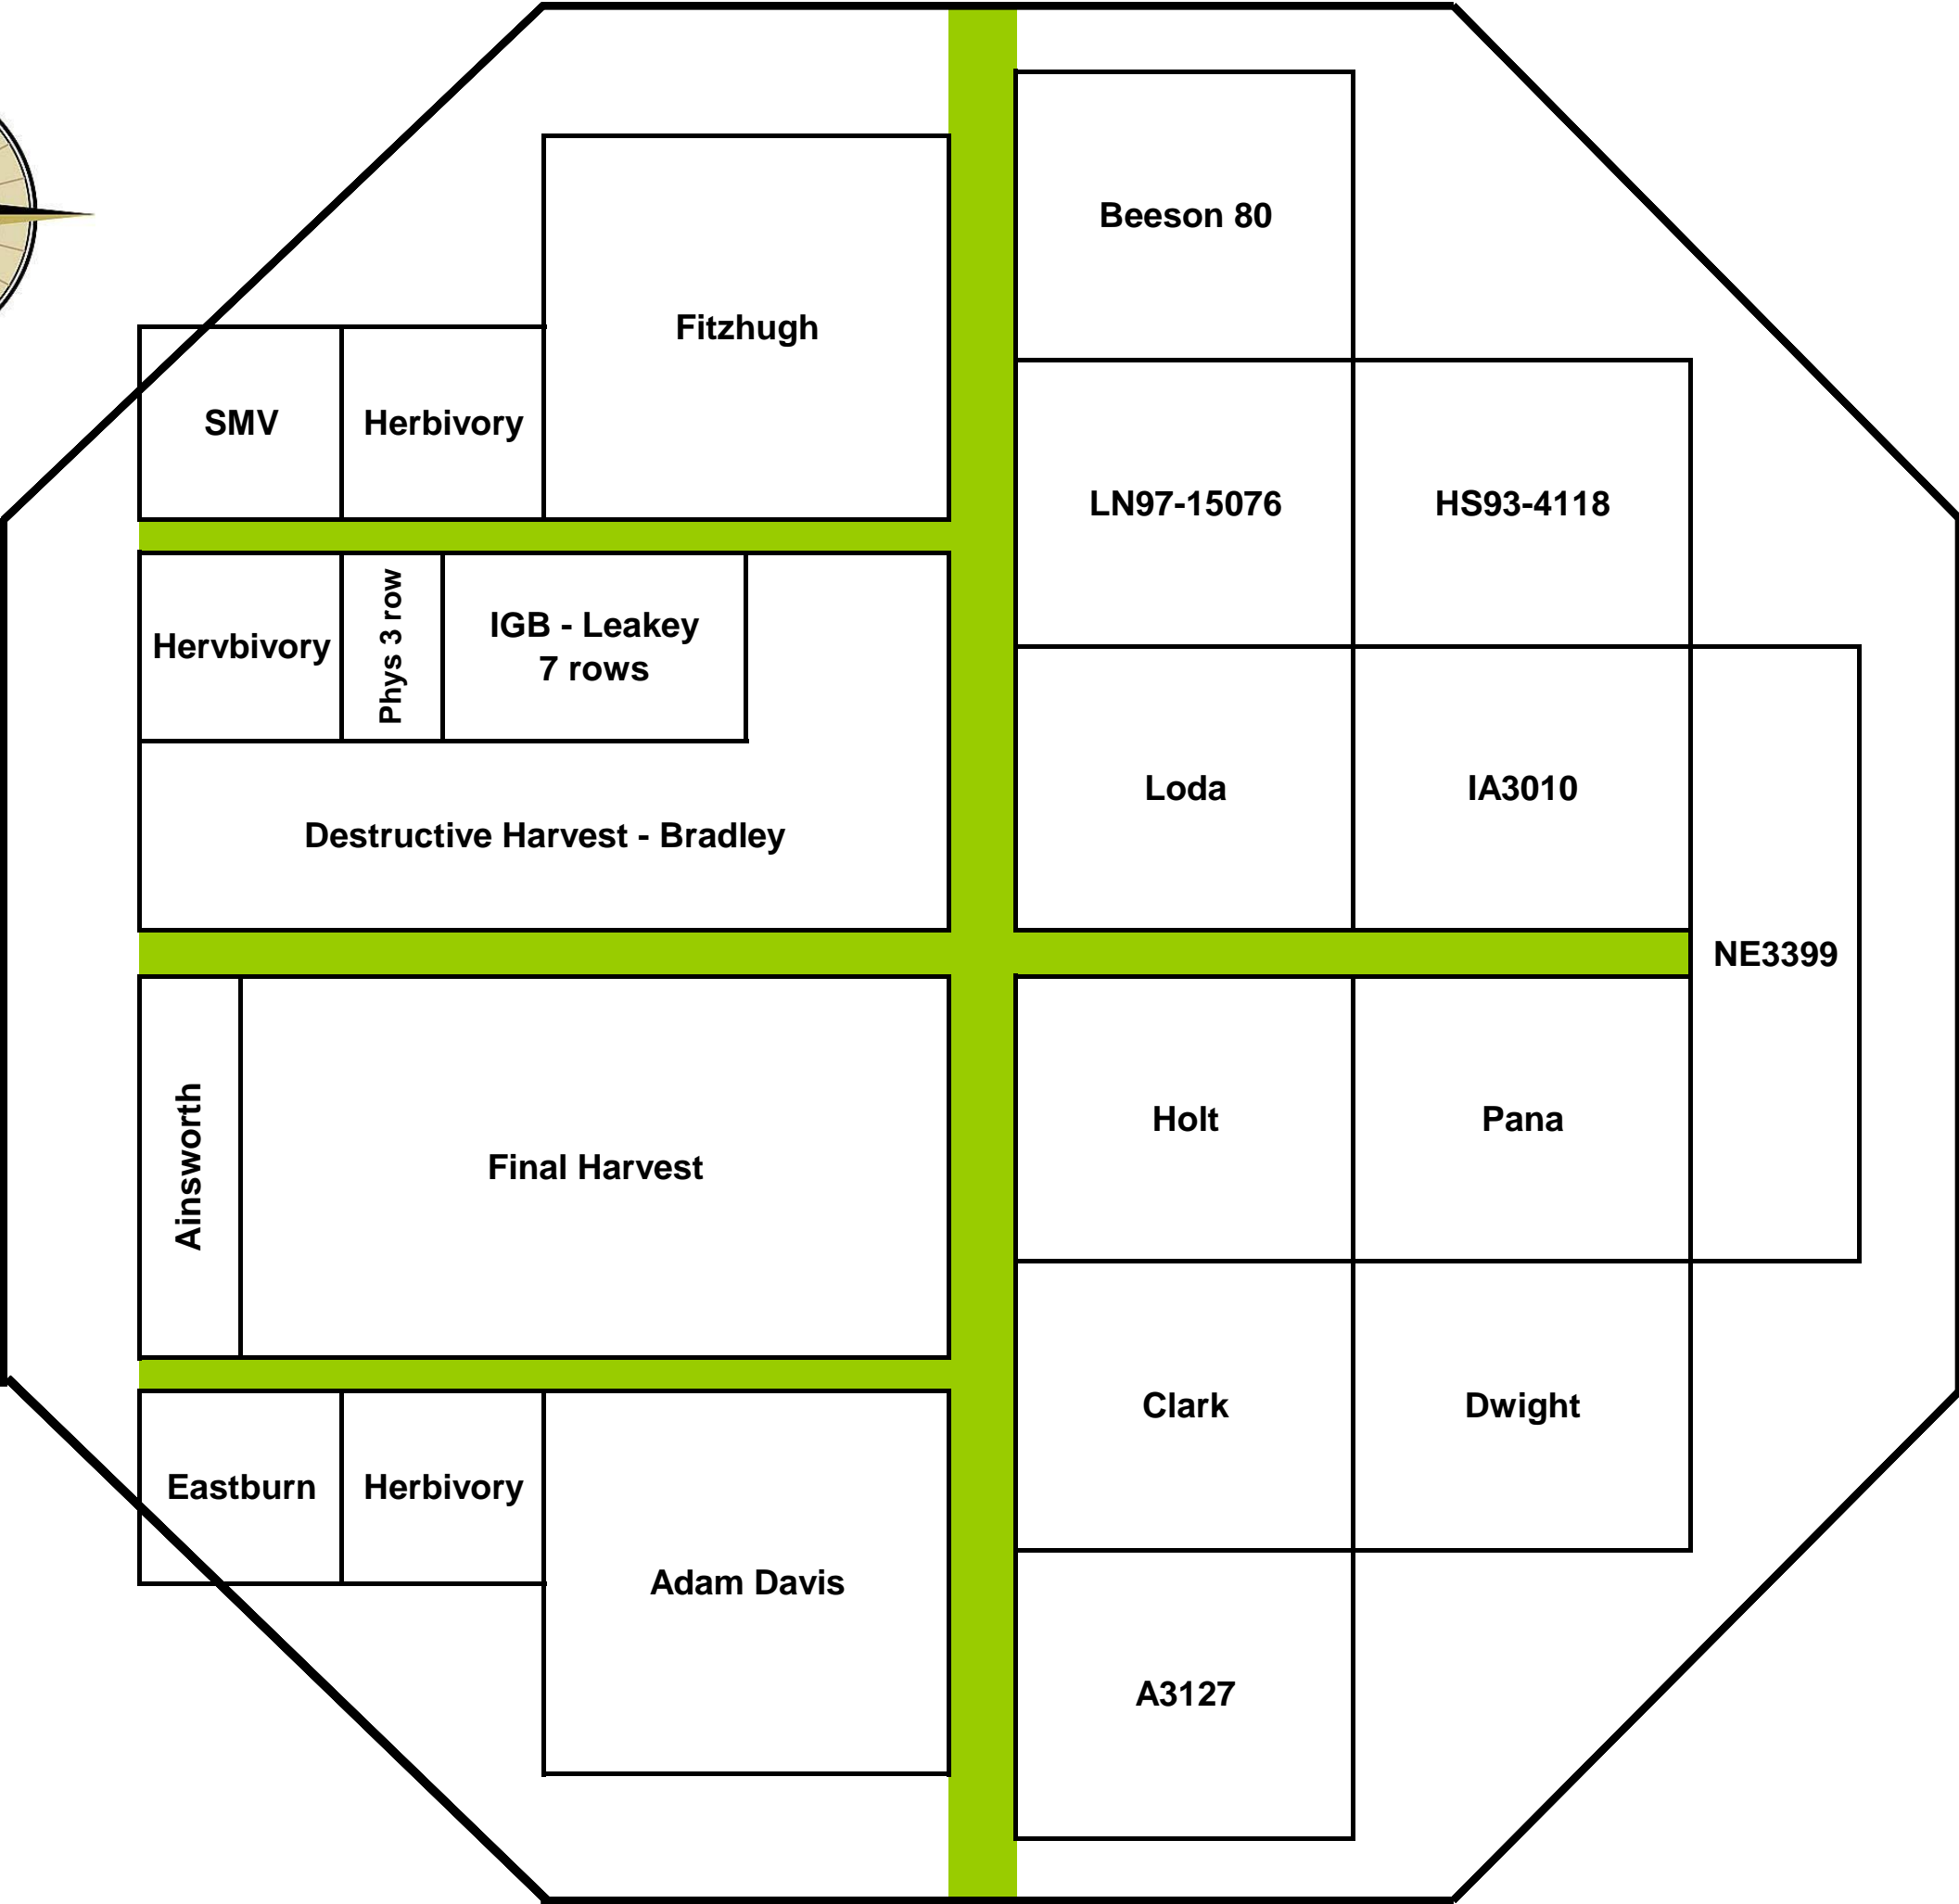 Beeson 80
Fitzhugh
SMV
Herbivory
LN97-15076
HS93-4118
Hervbivory
Phys 3 row
IGB - Leakey
7 rows
Loda
IA3010
Destructive Harvest - Bradley
NE3399
Ainsworth
Final Harvest
Holt
Pana
Clark
Dwight
Eastburn
Herbivory
Adam Davis
A3127